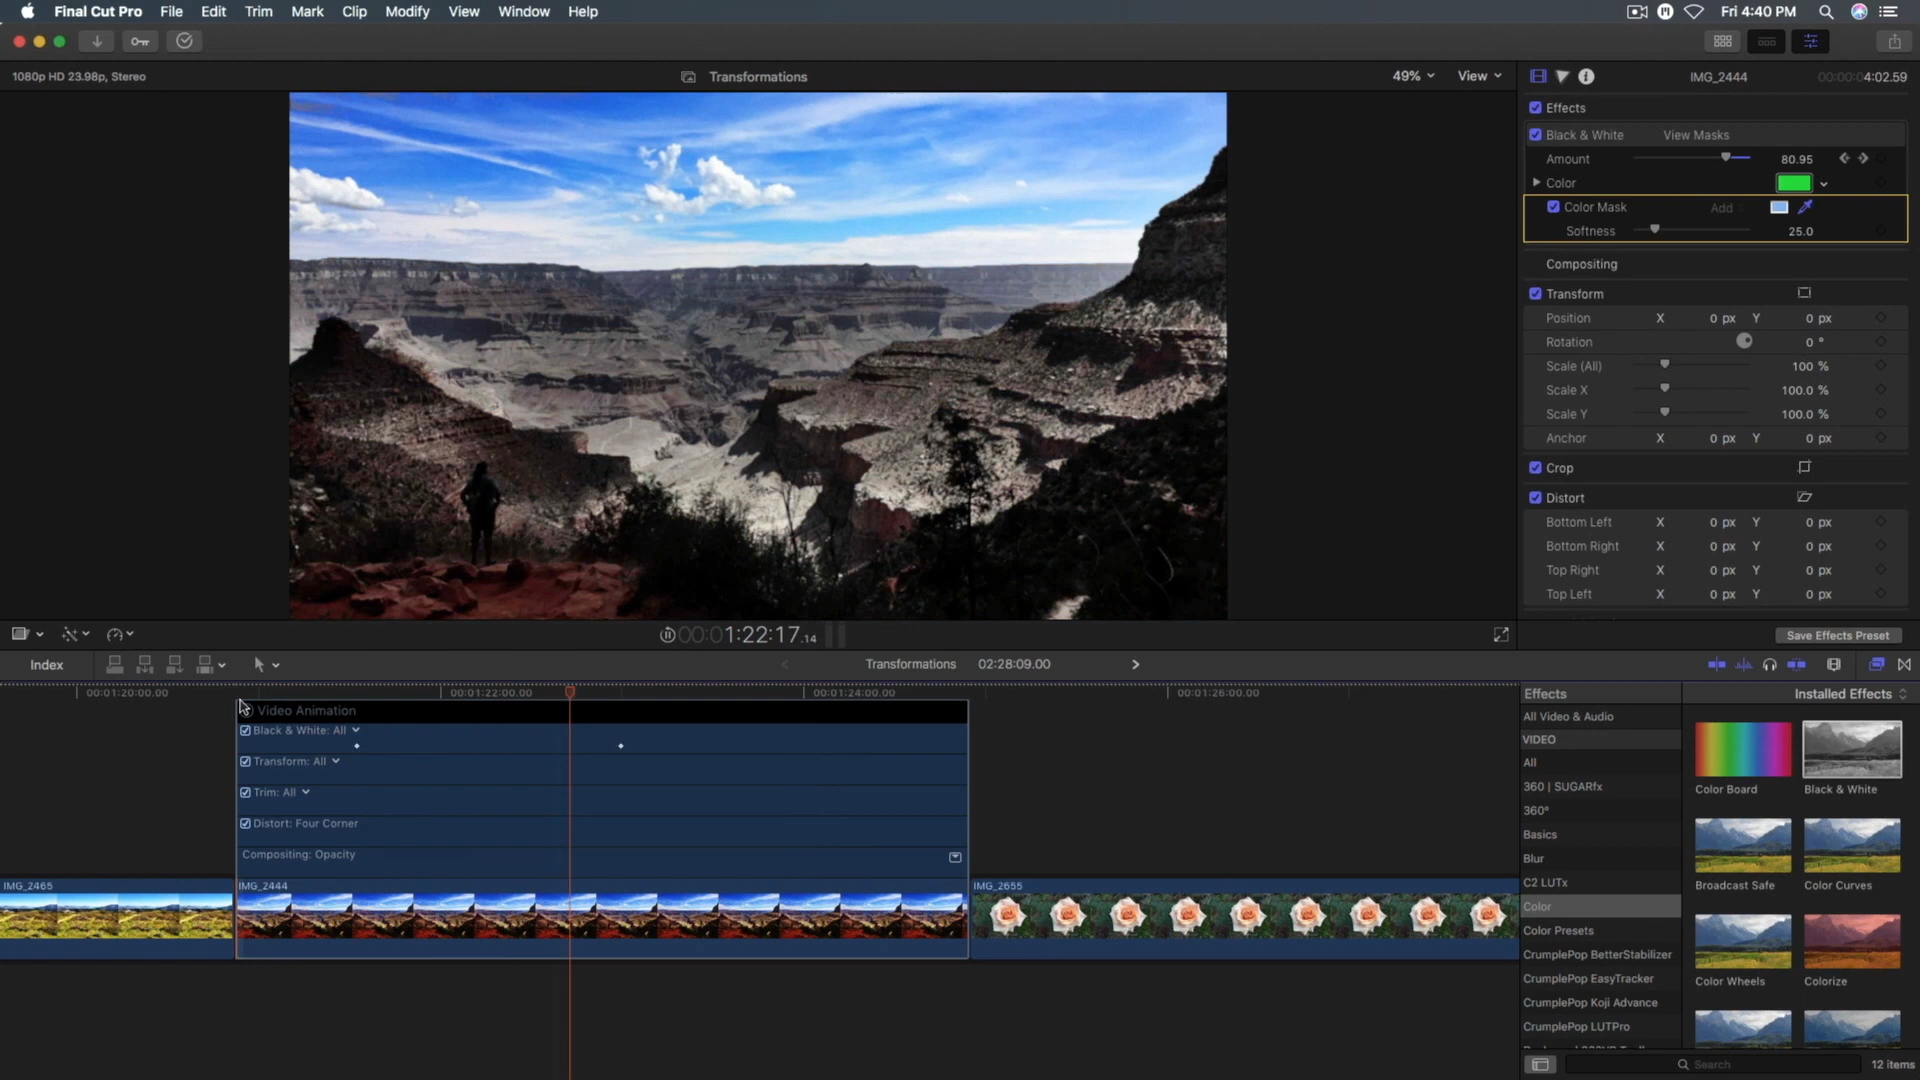 Final Cut Pro File Edit Trim Mark Clip Modify View Window Help Fri 4:40 PM
1080p HD 23.98p, Stereo Transformations 49% View IMG_2444 00:00:04:02.59
Effects
Black & White View Masks
Amount 80.95
Color
Color Mask Add
Softness 25.0
Compositing
Transform
Position X 0 px Y 0 px
Rotation 0 °
Scale (All) 100 %
Scale X 100.0 %
Scale Y 100.0 %
Anchor X 0 px Y 0 px
Crop
Distort
Bottom Left X 0 px Y 0 px
Bottom Right X 0 px Y 0 px
Top Right X 0 px Y 0 px
Top Left X 0 px Y 0 px
00:01:22:17.14 Save Effects Preset
Index Transformations 02:28:09.00
00:01:20:00.00 00:01:22:00.00 00:01:24:00.00 00:01:26:00.00
Video Animation
Black & White: All
Transform: All
Trim: All
Distort: Four Corner
Compositing: Opacity
IMG_2465 IMG_2444 IMG_2655
Effects Installed Effects
All Video & Audio
VIDEO
All
360 | SUGARfx
360°
Basics
Blur
C2 LUTx
Color
Color Presets
CrumplePop BetterStabilizer
CrumplePop EasyTracker
CrumplePop Koji Advance
CrumplePop LUTPro
Color Board Black & White
Broadcast Safe Color Curves
Color Wheels Colorize
Search 12 items